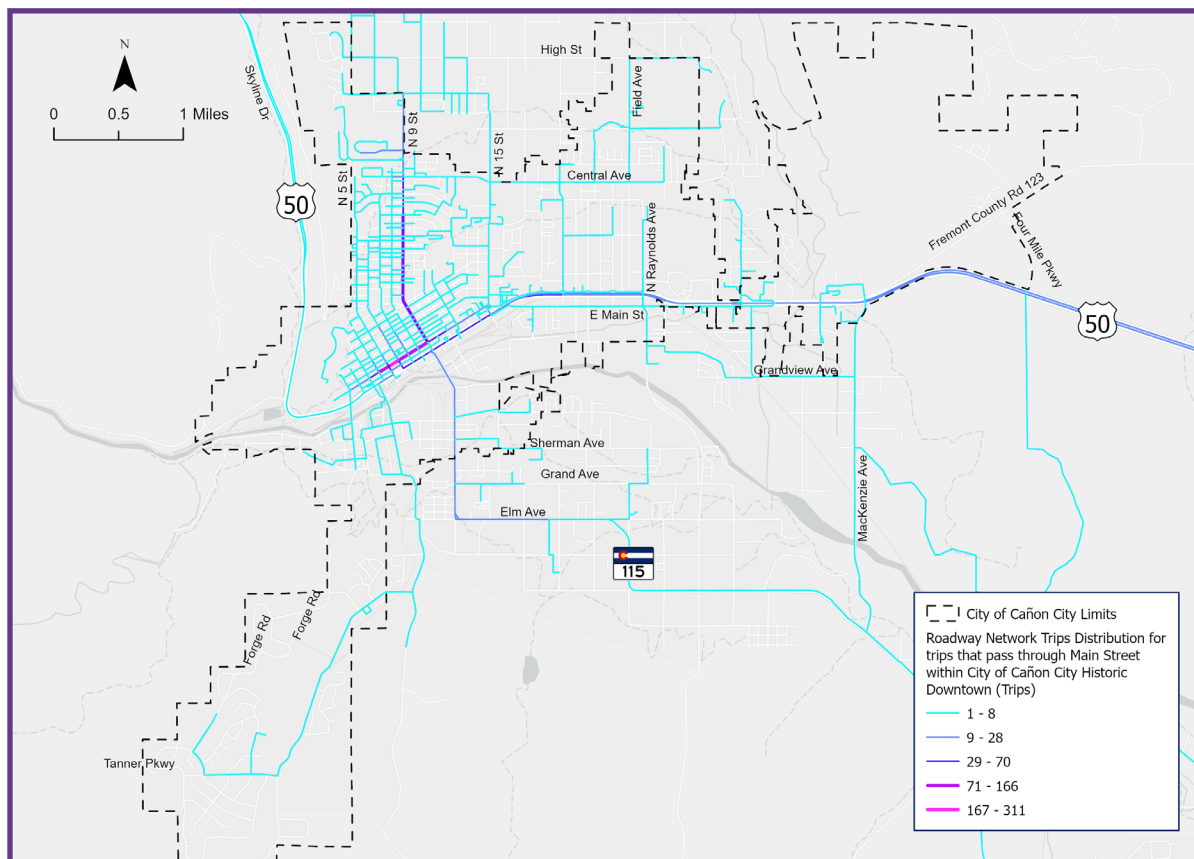 High St
N
Skyline Dr
Field Ave
0 0.5 1 Miles
N 9 St
N 15 St
Central Ave
N 5 St
50
Fremont County Rd 123
Four Mile Pkwy
N Raynolds Ave
E Main St
50
Grandview Ave
Sherman Ave
Grand Ave
MacKenzie Ave
Elm Ave
115
Forge Rd
Forge Rd
Tanner Pkwy
City of Cañon City Limits
Roadway Network Trips Distribution for
trips that pass through Main Street
within City of Cañon City Historic
Downtown (Trips)
1 - 8
9 - 28
29 - 70
71 - 166
167 - 311